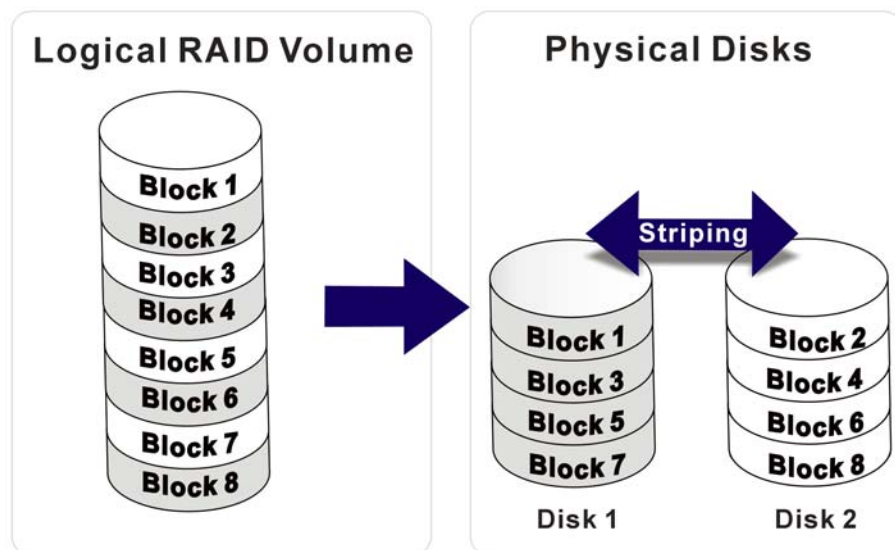 Logical RAID Volume
Block 1
Block 2
Block 3
Block 4
Block 5
Block 6
Block 7
Block 8
Physical Disks
Striping
Block 1
Block 3
Block 5
Block 7
Disk 1
Block 2
Block 4
Block 6
Block 8
Disk 2